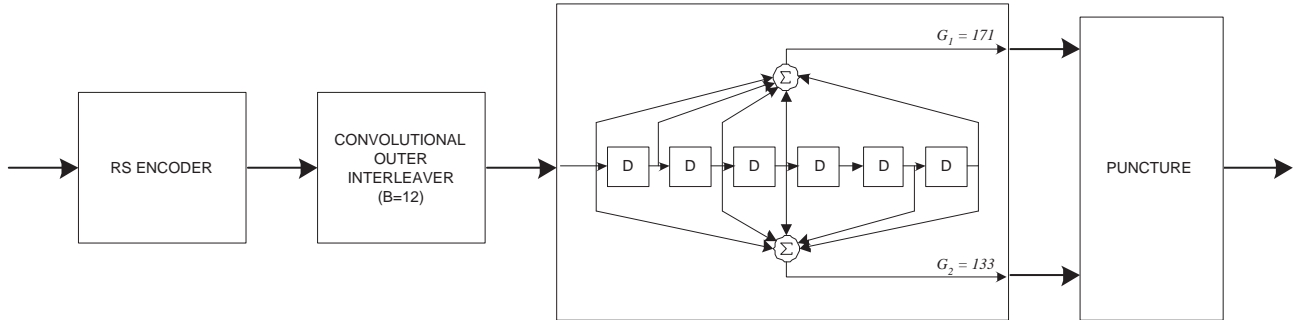 RS ENCODER
CONVOLUTIONAL
OUTER
INTERLEAVER
(B=12)
G1 = 171
Σ
D D D D D D
Σ
G2 = 133
PUNCTURE